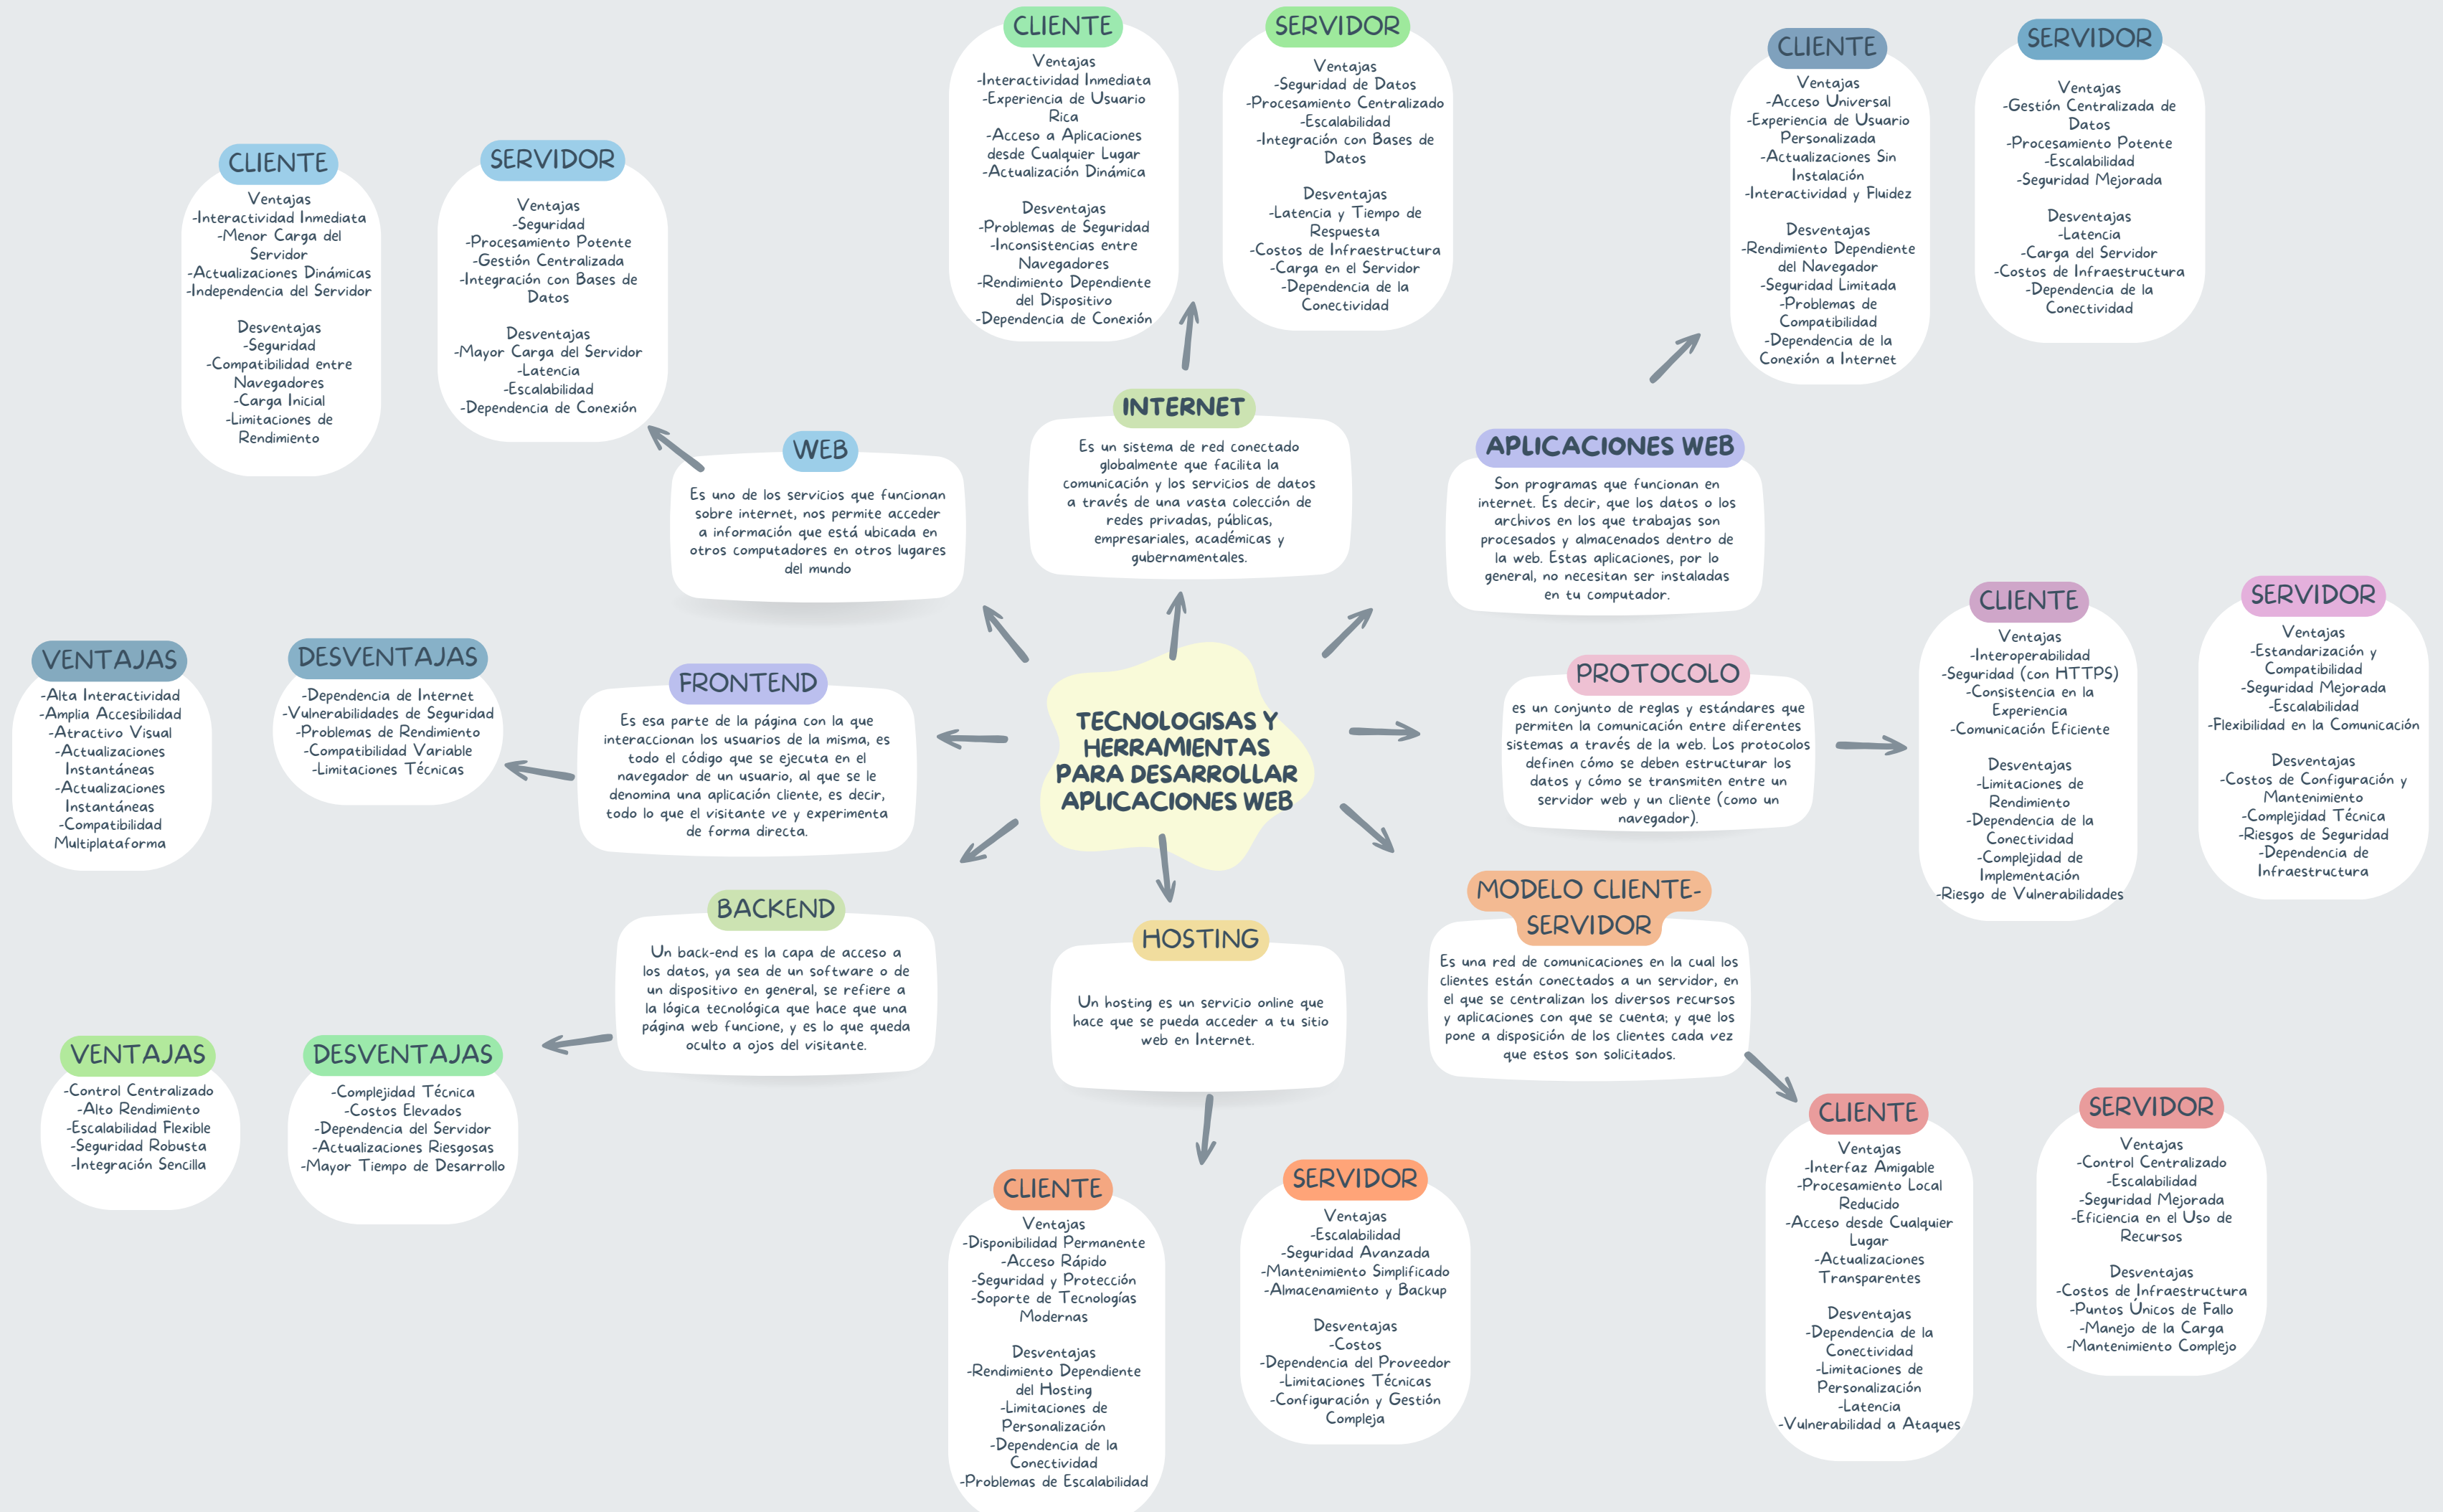 CLIENTE
Ventajas
-Interactividad Inmediata
-Experiencia de Usuario
Rica
-Acceso a Aplicaciones
desde Cualquier Lugar
-Actualización Dinámica
Desventajas
-Problemas de Seguridad
-Inconsistencias entre
Navegadores
-Rendimiento Dependiente
del Dispositivo
-Dependencia de Conexión
SERVIDOR
Ventajas
-Seguridad de Datos
-Procesamiento Centralizado
-Escalabilidad
-Integración con Bases de
Datos
Desventajas
-Latencia y Tiempo de
Respuesta
-Costos de Infraestructura
-Carga en el Servidor
-Dependencia de la
Conectividad
CLIENTE
Ventajas
-Acceso Universal
-Experiencia de Usuario
Personalizada
-Actualizaciones Sin
Instalación
-Interactividad y Fluidez
Desventajas
-Rendimiento Dependiente
del Navegador
-Seguridad Limitada
-Problemas de
Compatibilidad
-Dependencia de la
Conexión a Internet
SERVIDOR
Ventajas
-Gestión Centralizada de
Datos
-Procesamiento Potente
-Escalabilidad
-Seguridad Mejorada
Desventajas
-Latencia
-Carga del Servidor
-Costos de Infraestructura
-Dependencia de la
Conectividad
CLIENTE
Ventajas
-Interactividad Inmediata
-Menor Carga del
Servidor
-Actualizaciones Dinámicas
-Independencia del Servidor
Desventajas
-Seguridad
-Compatibilidad entre
Navegadores
-Carga Inicial
-Limitaciones de
Rendimiento
SERVIDOR
Ventajas
-Seguridad
-Procesamiento Potente
-Gestión Centralizada
-Integración con Bases de
Datos
Desventajas
-Mayor Carga del Servidor
-Latencia
-Escalabilidad
-Dependencia de Conexión
WEB
Es uno de los servicios que funcionan
sobre internet, nos permite acceder
a información que está ubicada en
otros computadores en otros lugares
del mundo
INTERNET
Es un sistema de red conectado
globalmente que facilita la
comunicación y los servicios de datos
a través de una vasta colección de
redes privadas, públicas,
empresariales, académicas y
gubernamentales.
APLICACIONES WEB
Son programas que funcionan en
internet. Es decir, que los datos o los
archivos en los que trabajas son
procesados y almacenados dentro de
la web. Estas aplicaciones, por lo
general, no necesitan ser instaladas
en tu computador.
VENTAJAS
-Alta Interactividad
-Amplia Accesibilidad
-Atractivo Visual
-Actualizaciones
Instantáneas
-Actualizaciones
Instantáneas
-Compatibilidad
Multiplataforma
DESVENTAJAS
-Dependencia de Internet
-Vulnerabilidades de Seguridad
-Problemas de Rendimiento
-Compatibilidad Variable
-Limitaciones Técnicas
FRONTEND
Es esa parte de la página con la que
interaccionan los usuarios de la misma, es
todo el código que se ejecuta en el
navegador de un usuario, al que se le
denomina una aplicación cliente, es decir,
todo lo que el visitante ve y experimenta
de forma directa.
TECNOLOGISAS Y
HERRAMIENTAS
PARA DESARROLLAR
APLICACIONES WEB
PROTOCOLO
es un conjunto de reglas y estándares que
permiten la comunicación entre diferentes
sistemas a través de la web. Los protocolos
definen cómo se deben estructurar los
datos y cómo se transmiten entre un
servidor web y un cliente (como un
navegador).
CLIENTE
Ventajas
-Interoperabilidad
-Seguridad (con HTTPS)
-Consistencia en la
Experiencia
-Comunicación Eficiente
Desventajas
-Limitaciones de
Rendimiento
-Dependencia de la
Conectividad
-Complejidad de
Implementación
-Riesgo de Vulnerabilidades
SERVIDOR
Ventajas
-Estandarización y
Compatibilidad
-Seguridad Mejorada
-Escalabilidad
-Flexibilidad en la Comunicación
Desventajas
-Costos de Configuración y
Mantenimiento
-Complejidad Técnica
-Riesgos de Seguridad
-Dependencia de
Infraestructura
BACKEND
Un back-end es la capa de acceso a
los datos, ya sea de un software o de
un dispositivo en general, se refiere a
la lógica tecnológica que hace que una
página web funcione, y es lo que queda
oculto a ojos del visitante.
HOSTING
Un hosting es un servicio online que
hace que se pueda acceder a tu sitio
web en Internet.
MODELO CLIENTE-
SERVIDOR
Es una red de comunicaciones en la cual los
clientes están conectados a un servidor, en
el que se centralizan los diversos recursos
y aplicaciones con que se cuenta; y que los
pone a disposición de los clientes cada vez
que estos son solicitados.
VENTAJAS
-Control Centralizado
-Alto Rendimiento
-Escalabilidad Flexible
-Seguridad Robusta
-Integración Sencilla
DESVENTAJAS
-Complejidad Técnica
-Costos Elevados
-Dependencia del Servidor
-Actualizaciones Riesgosas
-Mayor Tiempo de Desarrollo
CLIENTE
Ventajas
-Disponibilidad Permanente
-Acceso Rápido
-Seguridad y Protección
-Soporte de Tecnologías
Modernas
Desventajas
-Rendimiento Dependiente
del Hosting
-Limitaciones de
Personalización
-Dependencia de la
Conectividad
-Problemas de Escalabilidad
SERVIDOR
Ventajas
-Escalabilidad
-Seguridad Avanzada
-Mantenimiento Simplificado
-Almacenamiento y Backup
Desventajas
-Costos
-Dependencia del Proveedor
-Limitaciones Técnicas
-Configuración y Gestión
Compleja
CLIENTE
Ventajas
-Interfaz Amigable
-Procesamiento Local
Reducido
-Acceso desde Cualquier
Lugar
-Actualizaciones
Transparentes
Desventajas
-Dependencia de la
Conectividad
-Limitaciones de
Personalización
-Latencia
-Vulnerabilidad a Ataques
SERVIDOR
Ventajas
-Control Centralizado
-Escalabilidad
-Seguridad Mejorada
-Eficiencia en el Uso de
Recursos
Desventajas
-Costos de Infraestructura
-Puntos Únicos de Fallo
-Manejo de la Carga
-Mantenimiento Complejo